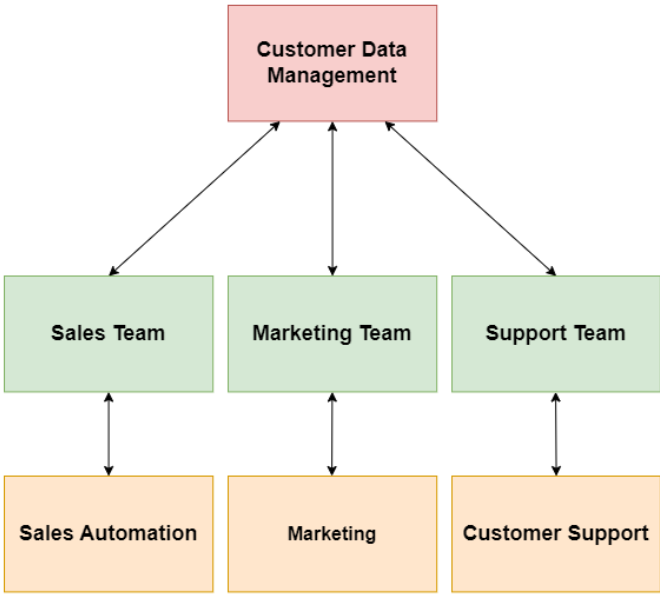 Customer Data
Management
Sales Team
Marketing Team
Support Team
Sales Automation
Marketing
Customer Support